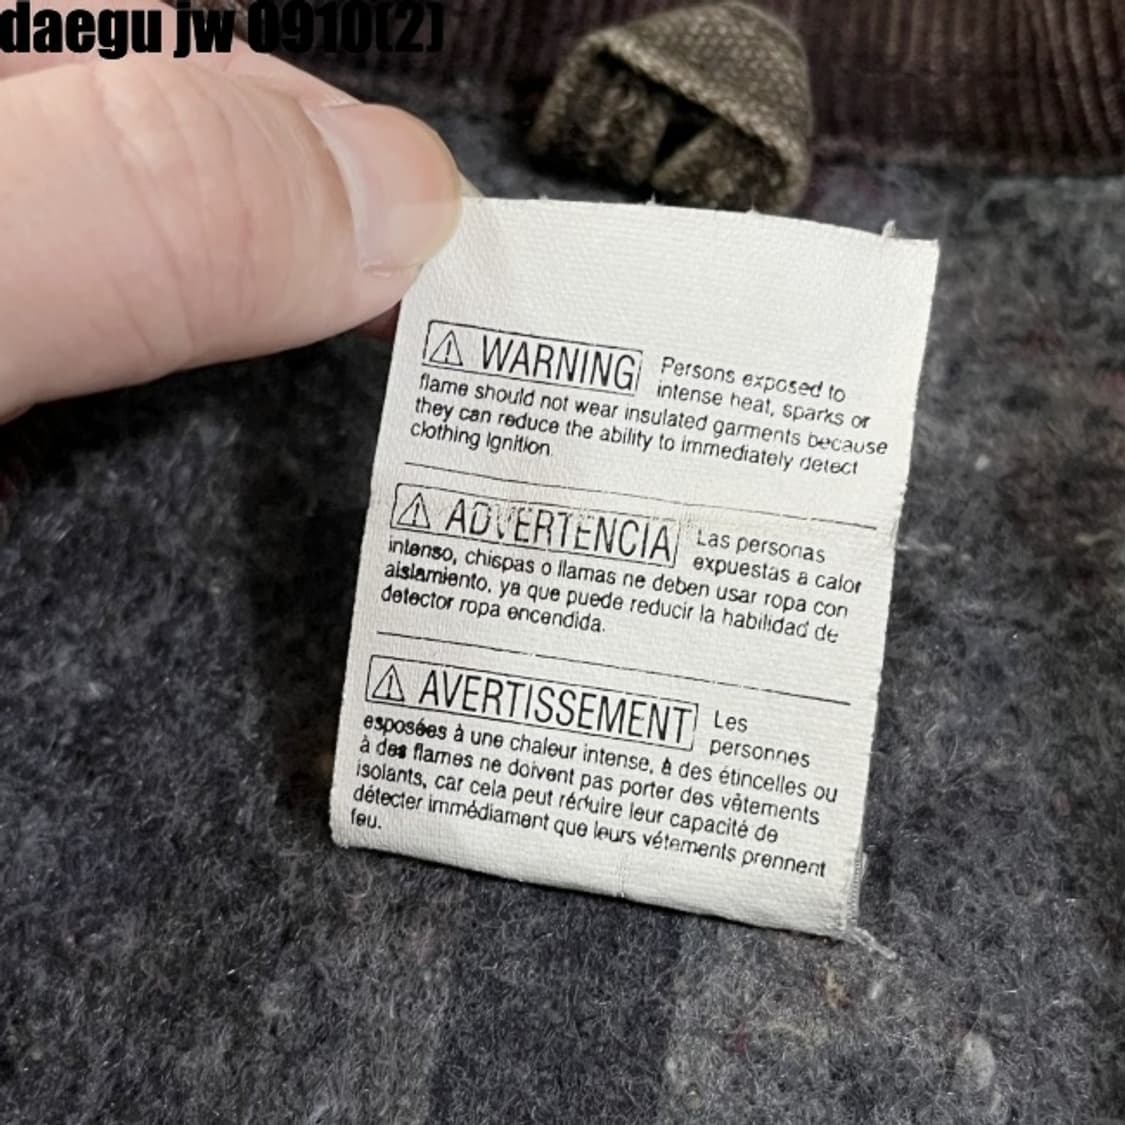 daegu jw 0910(2)
⚠ WARNING Persons exposed to
intense heat, sparks or
flame should not wear insulated garments because
they can reduce the ability to immediately detect
clothing ignition.
⚠ ADVERTENCIA Las personas
expuestas a calor
intenso, chispas o llamas ne deben usar ropa con
aislamiento, ya que puede reducir la habilidad de
detector ropa encendida.
⚠ AVERTISSEMENT Les
personnes
esposées à une chaleur intense, à des étincelles ou
à des flames ne doivent pas porter des vêtements
isolants, car cela peut réduire leur capacité de
détecter immédiament que leurs vétements prennent
feu.